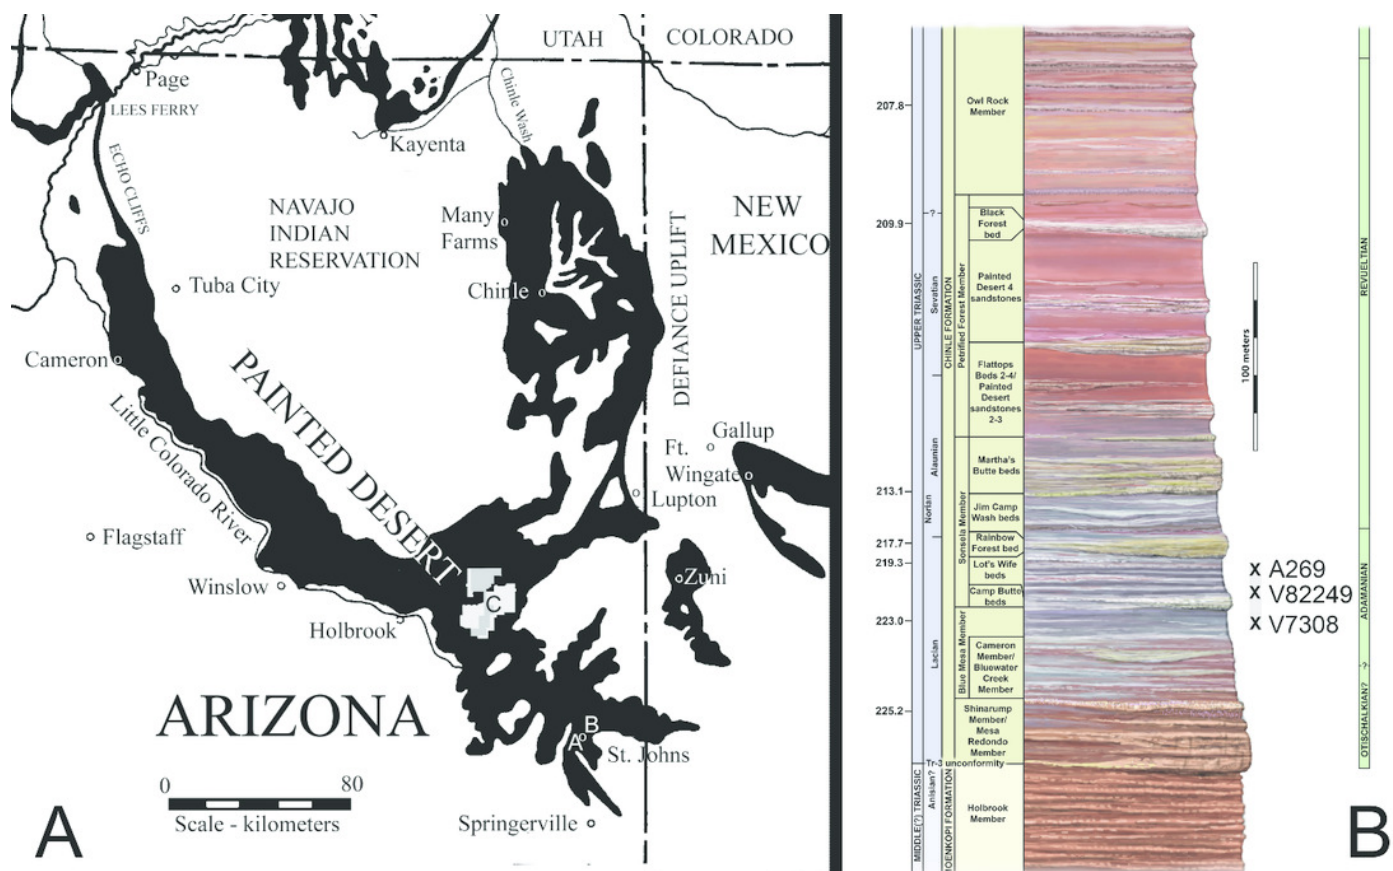 UTAH
COLORADO
Page
LEES FERRY
Chinle Wash
Kayenta
ECHO CLIFFS
NAVAJO
INDIAN
RESERVATION
Many
Farms
NEW
MEXICO
DEFIANCE UPLIFT
Tuba City
Chinle
Cameron
PAINTED DESERT
Little Colorado River
Gallup
Ft.
Wingate
Lupton
Flagstaff
Winslow
Zuni
C
Holbrook
ARIZONA
B
A
St. Johns
0
80
Scale - kilometers
Springerville
A
207.8
209.9
213.1
217.7
219.3
223.0
225.2
UPPER TRIASSIC
MIDDLE(?) TRIASSIC
?
Sevatian
Alaunian
Norian
Lacian
Anisian?
CHINLE FORMATION
MOENKOPI FORMATION
Petrified Forest Member
Sonsela Member
Blue Mesa Member
Owl Rock
Member
Black
Forest
bed
Painted
Desert 4
sandstones
Flattops
Beds 2-4/
Painted
Desert
sandstones
2-3
Martha's
Butte beds
Jim Camp
Wash beds
Rainbow
Forest bed
Lot's Wife
beds
Camp Butte
beds
Cameron
Member/
Bluewater
Creek
Member
Shinarump
Member/
Mesa
Redondo
Member
Tr-3 unconformity
Holbrook
Member
100 meters
x A269
x V82249
x V7308
REVUELTIAN
ADAMANIAN
?
OTISCHALKIAN?
B